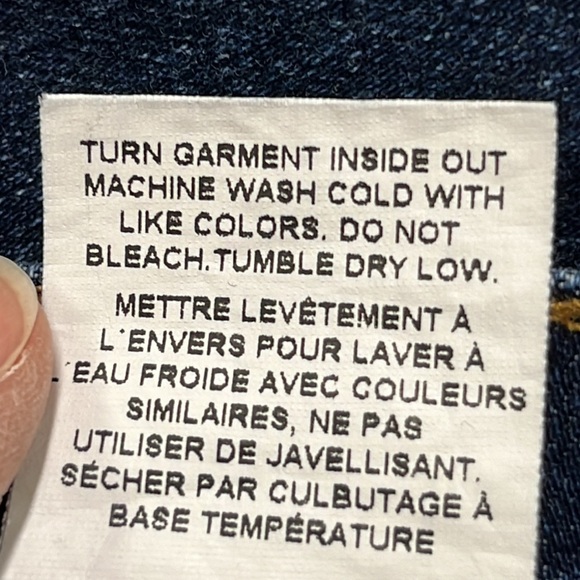 TURN GARMENT INSIDE OUT
MACHINE WASH COLD WITH
LIKE COLORS. DO NOT
BLEACH.TUMBLE DRY LOW.
METTRE LEVÊTEMENT À
L'ENVERS POUR LAVER À
'EAU FROIDE AVEC COULEURS
SIMILAIRES, NE PAS
UTILISER DE JAVELLISANT.
SÉCHER PAR CULBUTAGE À
BASE TEMPÉRATURE